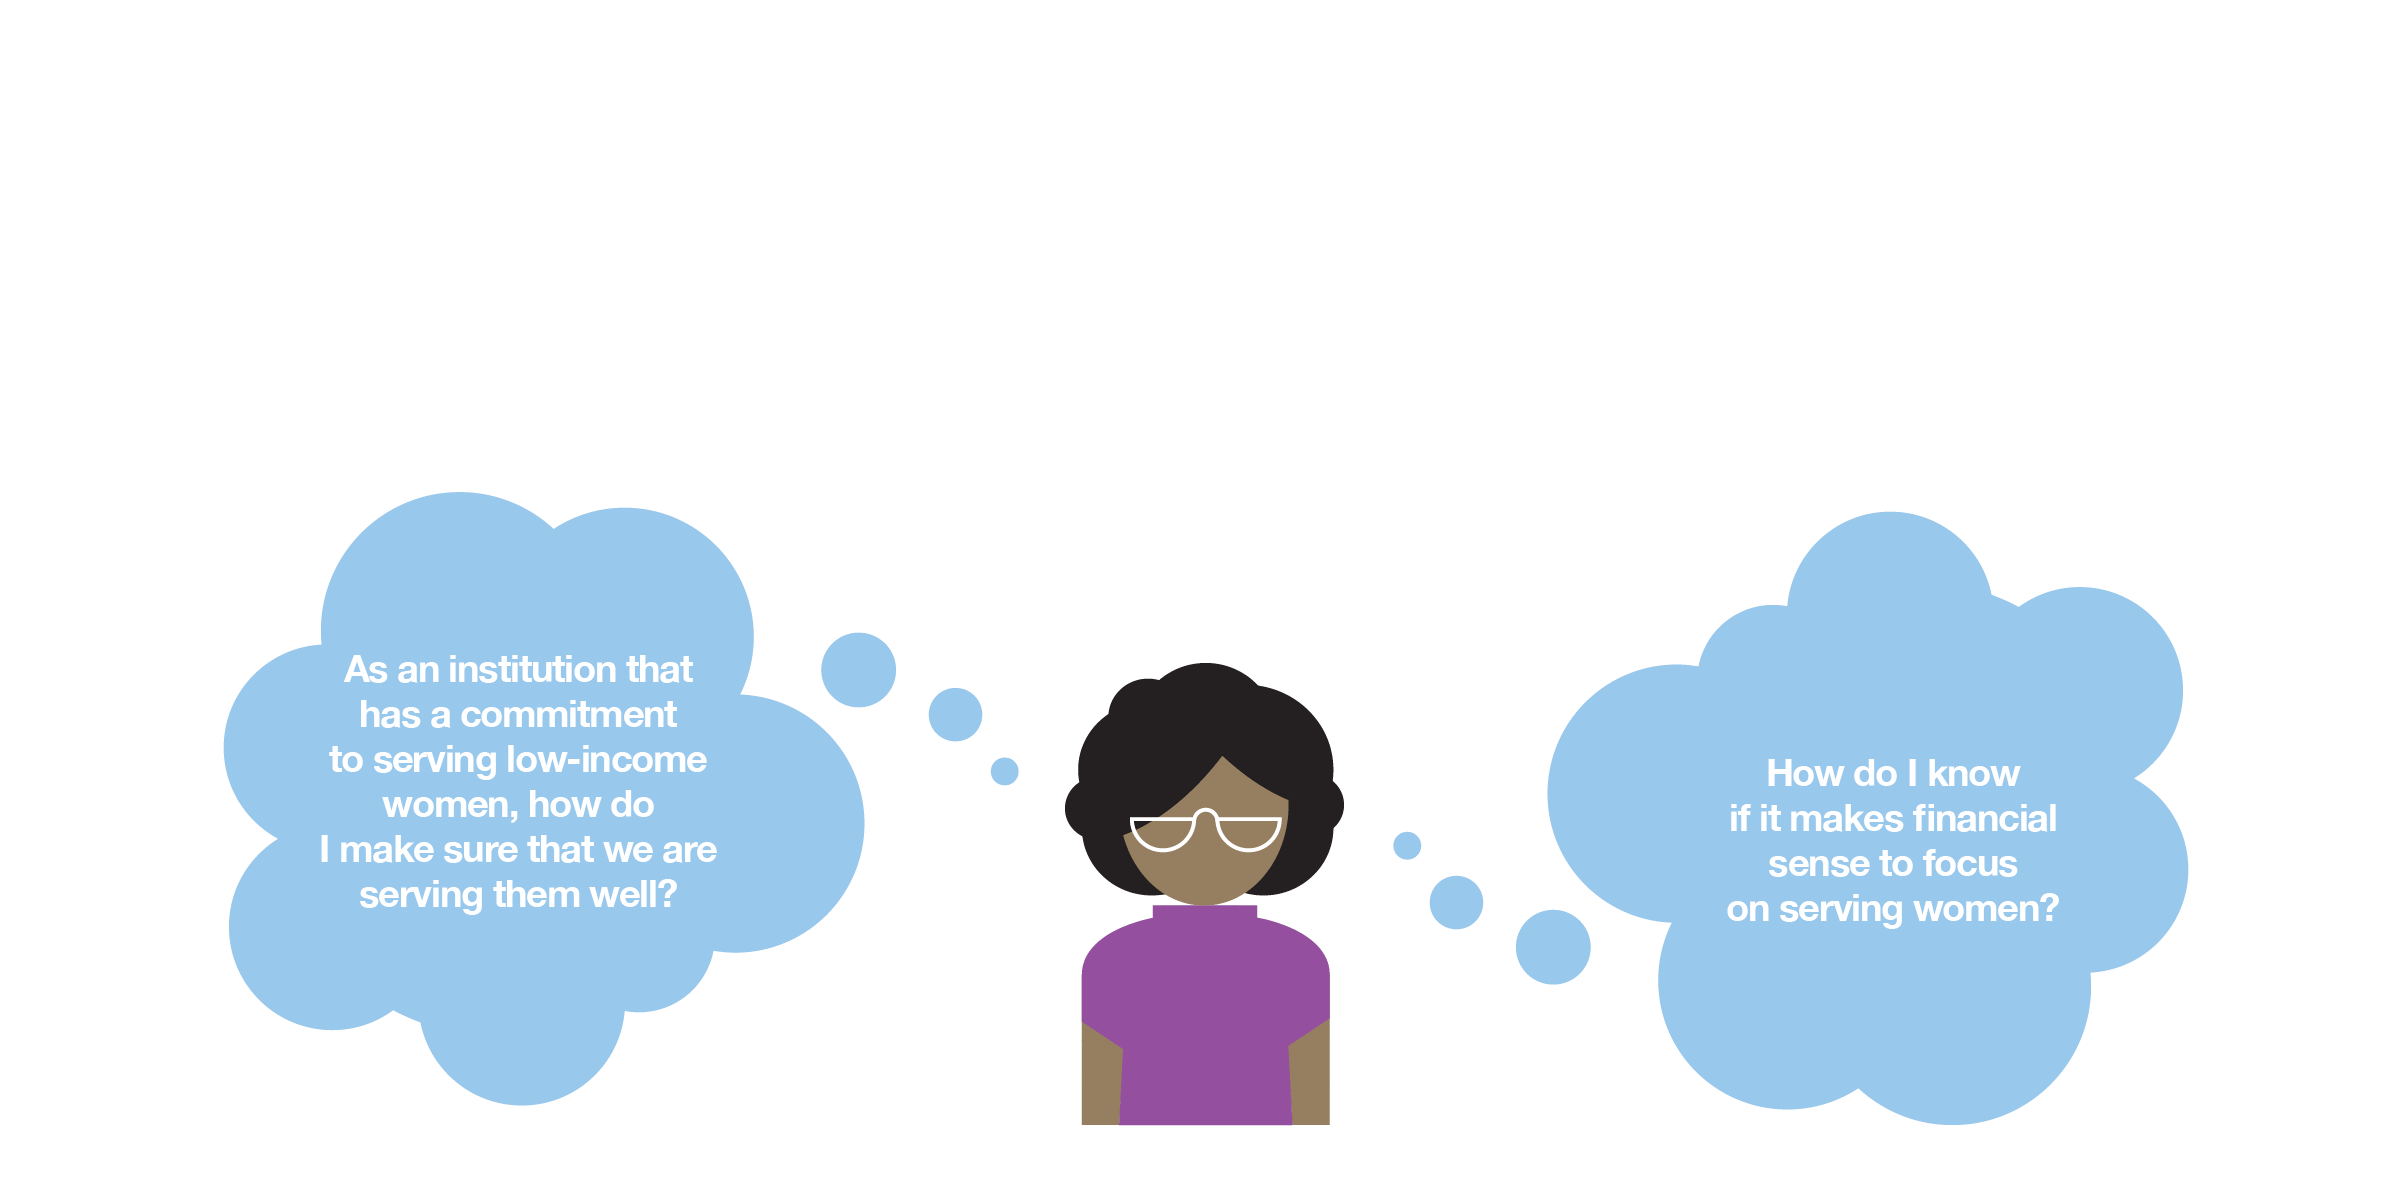 As an institution that
has a commitment
to serving low-income
women, how do
I make sure that we are
serving them well?
How do I know
if it makes financial
sense to focus
on serving women?